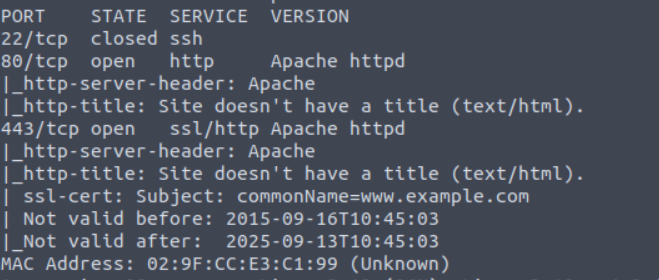 PORT STATE SERVICE VERSION
22/tcp closed ssh
80/tcp open http Apache httpd
|_http-server-header: Apache
|_http-title: Site doesn't have a title (text/html).
443/tcp open ssl/http Apache httpd
|_http-server-header: Apache
|_http-title: Site doesn't have a title (text/html).
| ssl-cert: Subject: commonName=www.example.com
| Not valid before: 2015-09-16T10:45:03
|_Not valid after: 2025-09-13T10:45:03
MAC Address: 02:9F:CC:E3:C1:99 (Unknown)